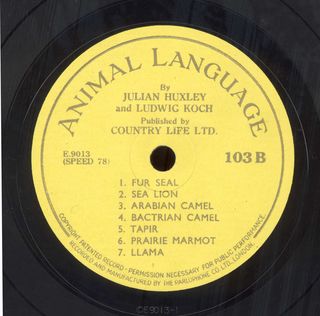 ANIMAL LANGUAGE
By
JULIAN HUXLEY
and LUDWIG KOCH
Published by
COUNTRY LIFE LTD.
E.9013
(SPEED 78)
103 B
1. FUR SEAL
2. SEA LION
3. ARABIAN CAMEL
4. BACTRIAN CAMEL
5. TAPIR
6. PRAIRIE MARMOT
7. LLAMA
COPYRIGHT PATENTED RECORD · PERMISSION NECESSARY FOR PUBLIC PERFORMANCE.
RECORDED AND MANUFACTURED BY THE PARLOPHONE CO. LTD. LONDON.
CE9013-1